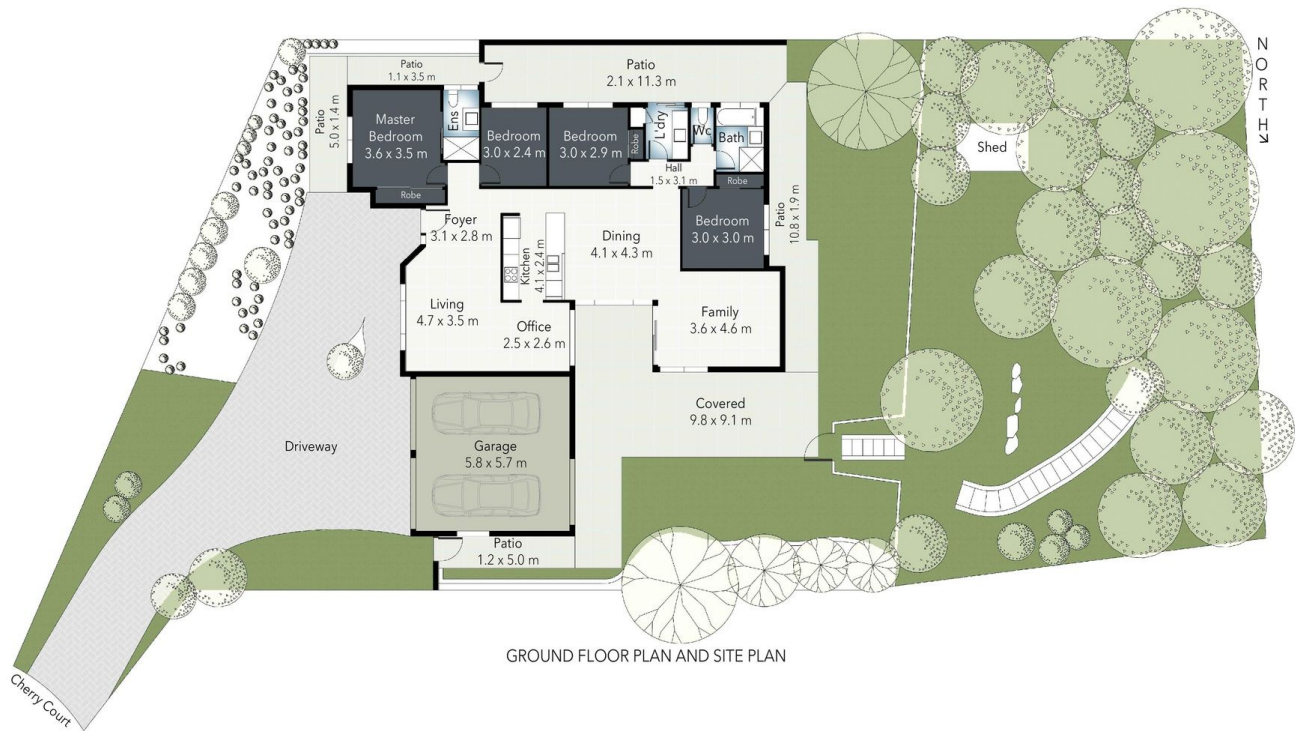 Patio
1.1 x 3.5 m
Patio
2.1 x 11.3 m
NORTH
Patio
5.0 x 1.4 m
Master
Bedroom
3.6 x 3.5 m
Robe
Ens
Bedroom
3.0 x 2.4 m
Bedroom
3.0 x 2.9 m
Robe
L'dry
Wc
Bath
Hall
1.5 x 3.1 m
Robe
Shed
Foyer
3.1 x 2.8 m
Kitchen
4.1 x 2.4 m
Dining
4.1 x 4.3 m
Bedroom
3.0 x 3.0 m
Patio
10.8 x 1.9 m
Living
4.7 x 3.5 m
Office
2.5 x 2.6 m
Family
3.6 x 4.6 m
Covered
9.8 x 9.1 m
Driveway
Garage
5.8 x 5.7 m
Patio
1.2 x 5.0 m
GROUND FLOOR PLAN AND SITE PLAN
Cherry Court